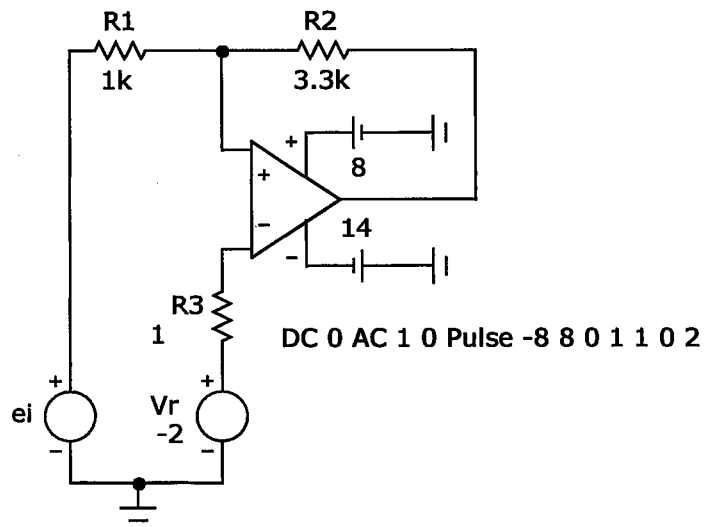 R1
R2
1k
3.3k
+
8
+
-
14
-
R3
1
DC 0 AC 1 0 Pulse -8 8 0 1 1 0 2
+
+
ei
Vr
-2
-
-